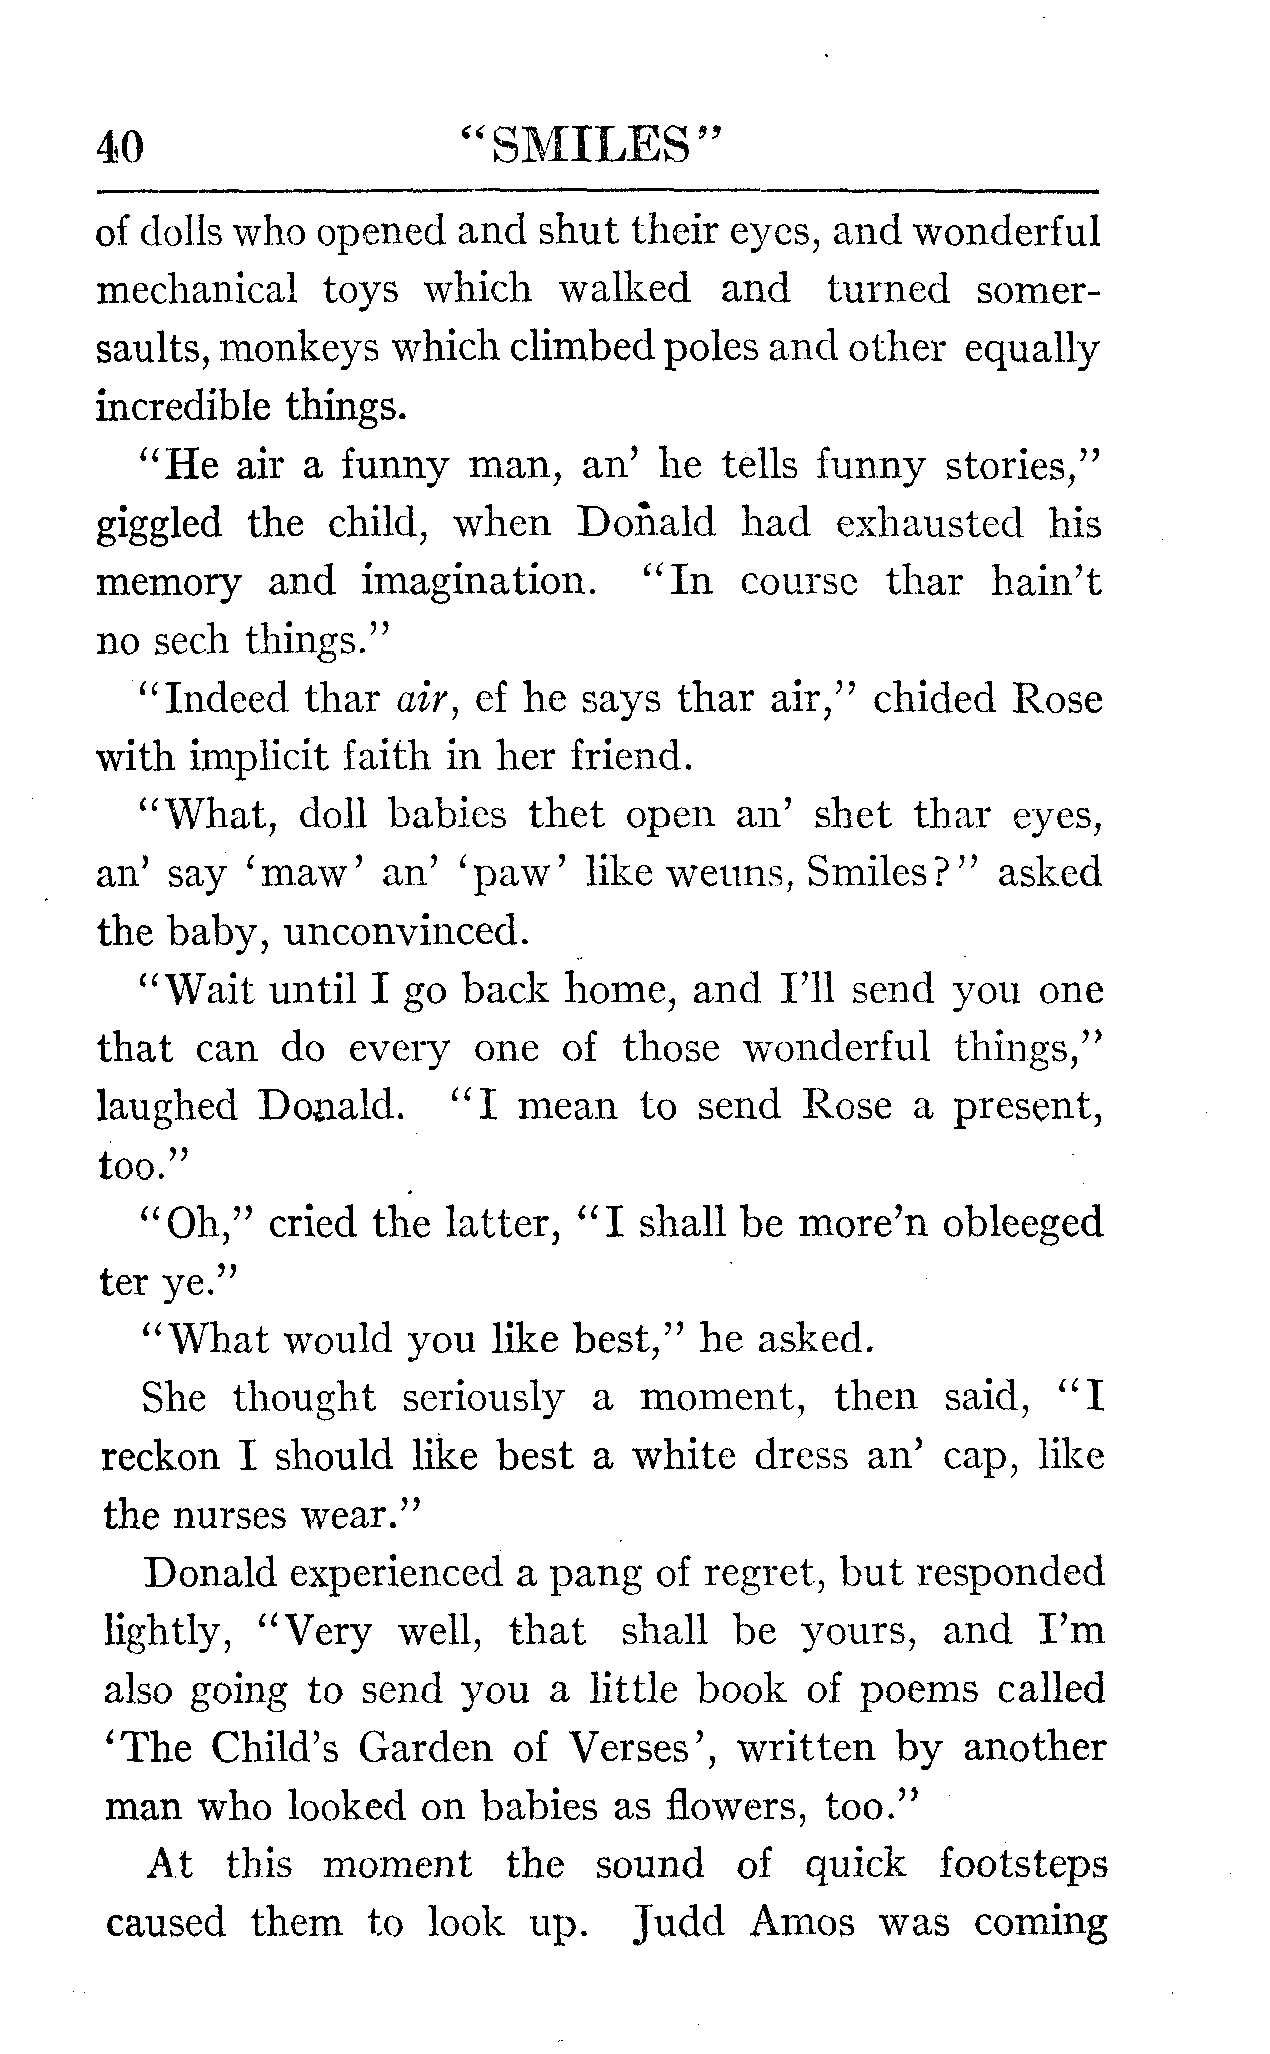 40 "SMILES"
of dolls who opened and shut their eyes, and wonderful
mechanical toys which walked and turned somer-
saults, monkeys which climbed poles and other equally
incredible things.
"He air a funny man, an' he tells funny stories,"
giggled the child, when Donald had exhausted his
memory and imagination. "In course thar hain't
no sech things."
"Indeed thar air, ef he says thar air," chided Rose
with implicit faith in her friend.
"What, doll babies thet open an' shet thar eyes,
an' say 'maw' an' 'paw' like weuns, Smiles?" asked
the baby, unconvinced.
"Wait until I go back home, and I'll send you one
that can do every one of those wonderful things,"
laughed Donald. "I mean to send Rose a present,
too."
"Oh," cried the latter, "I shall be more'n obleeged
ter ye."
"What would you like best," he asked.
She thought seriously a moment, then said, "I
reckon I should like best a white dress an' cap, like
the nurses wear."
Donald experienced a pang of regret, but responded
lightly, "Very well, that shall be yours, and I'm
also going to send you a little book of poems called
'The Child's Garden of Verses', written by another
man who looked on babies as flowers, too."
At this moment the sound of quick footsteps
caused them to look up. Judd Amos was coming